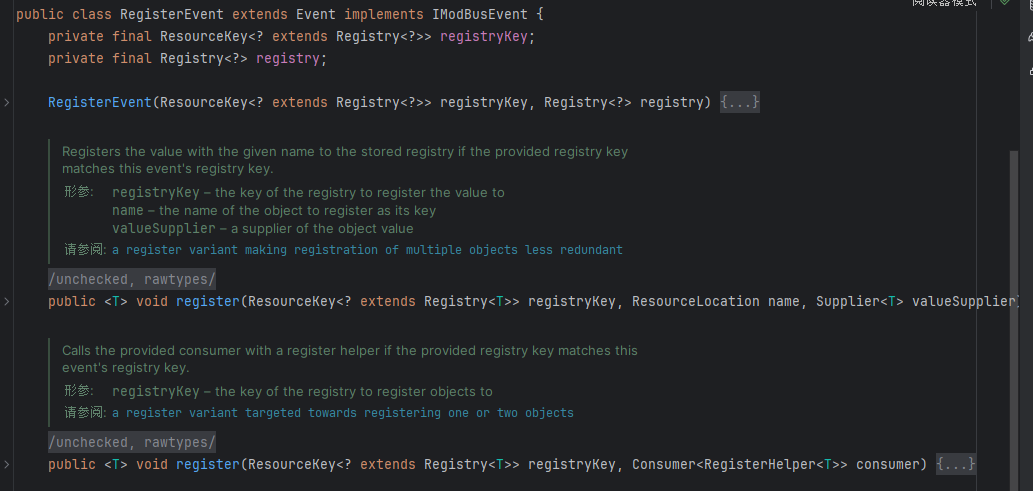 阅读器模式
public class RegisterEvent extends Event implements IModBusEvent {
private final ResourceKey<? extends Registry<?>> registryKey;
private final Registry<?> registry;
RegisterEvent(ResourceKey<? extends Registry<?>> registryKey, Registry<?> registry) {...}
Registers the value with the given name to the stored registry if the provided registry key
matches this event's registry key.
形参: registryKey – the key of the registry to register the value to
name – the name of the object to register as its key
valueSupplier – a supplier of the object value
请参阅: a register variant making registration of multiple objects less redundant
/unchecked, rawtypes/
public <T> void register(ResourceKey<? extends Registry<T>> registryKey, ResourceLocation name, Supplier<T> valueSupplier)
Calls the provided consumer with a register helper if the provided registry key matches this
event's registry key.
形参: registryKey – the key of the registry to register objects to
请参阅: a register variant targeted towards registering one or two objects
/unchecked, rawtypes/
public <T> void register(ResourceKey<? extends Registry<T>> registryKey, Consumer<RegisterHelper<T>> consumer) {...}